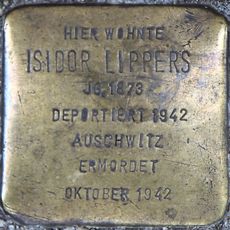 HIER WOHNTE
ISIDOR LIPPERS
JG. 1873
DEPORTIERT 1942
AUSCHWITZ
ERMORDET
OKTOBER 1942